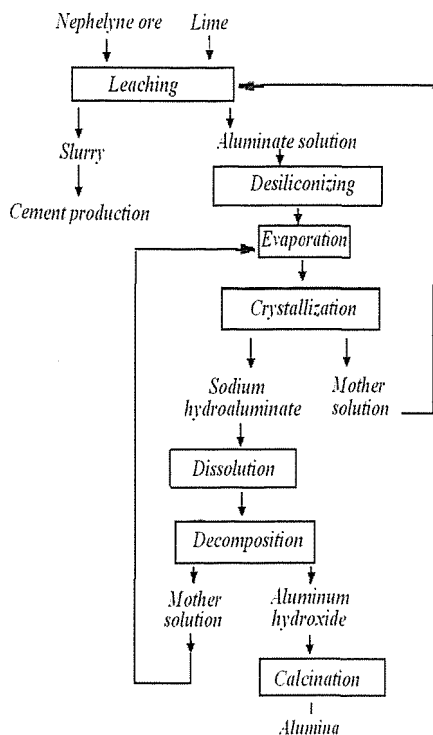 Nephelyne ore Lime
Leaching
Slurry
Aluminate solution
Desiliconizing
Cement production
Evaporation
Crystallization
Sodium
hydroaluminate
Mother
solution
Dissolution
Decomposition
Mother
solution
Aluminum
hydroxide
Calcination
Alumina